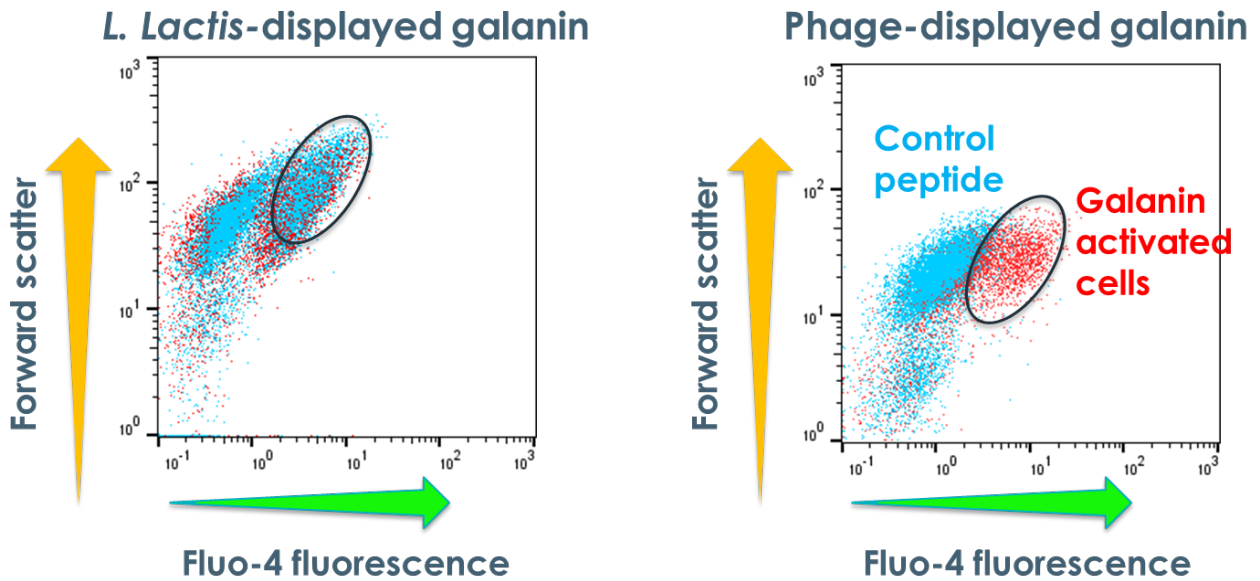 L. Lactis-displayed galanin
Forward scatter
10³
10²
10¹
10⁰
10⁻¹ 10⁰ 10¹ 10² 10³
Fluo-4 fluorescence
Phage-displayed galanin
Forward scatter
10³
10²
10¹
10⁰
Control
peptide
Galanin
activated
cells
10⁻¹ 10⁰ 10¹ 10² 10³
Fluo-4 fluorescence